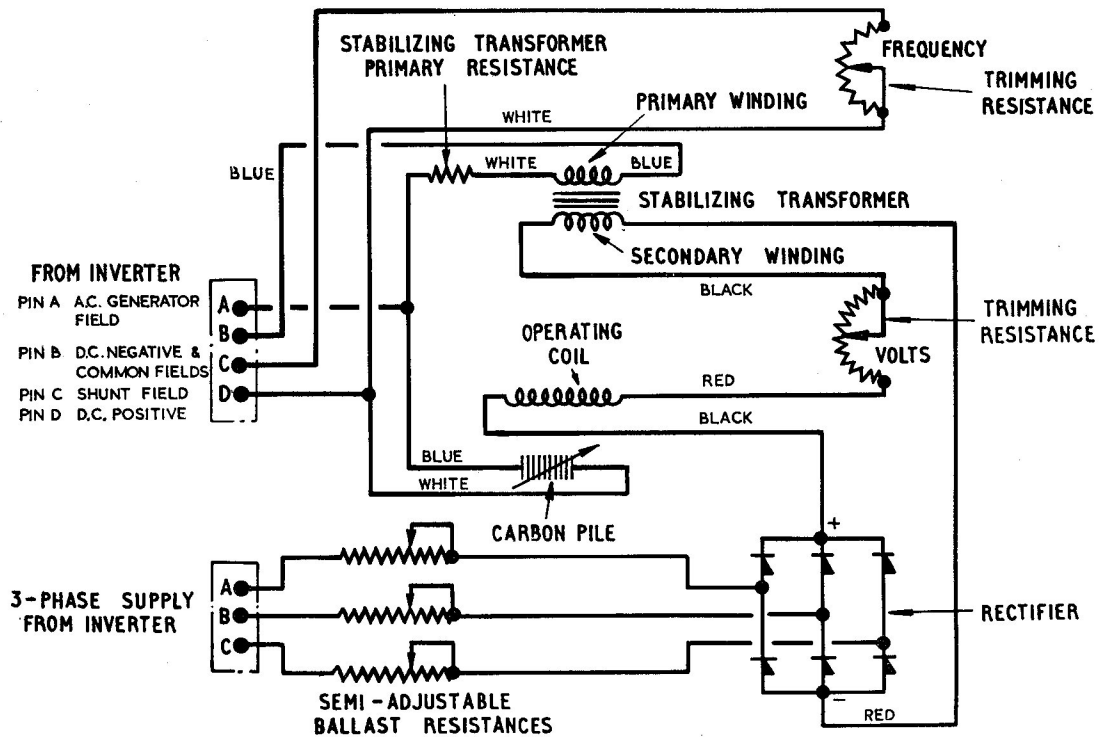 STABILIZING TRANSFORMER
PRIMARY RESISTANCE
FREQUENCY
TRIMMING
RESISTANCE
PRIMARY WINDING
WHITE
BLUE
WHITE
BLUE
STABILIZING TRANSFORMER
SECONDARY WINDING
BLACK
FROM INVERTER
PIN A A.C. GENERATOR
FIELD
PIN B D.C. NEGATIVE &
COMMON FIELDS
PIN C SHUNT FIELD
PIN D D.C. POSITIVE
A
B
C
D
TRIMMING
RESISTANCE
VOLTS
OPERATING
COIL
RED
BLACK
BLUE
WHITE
CARBON PILE
3-PHASE SUPPLY
FROM INVERTER
A
B
C
+
RECTIFIER
−
RED
SEMI-ADJUSTABLE
BALLAST RESISTANCES